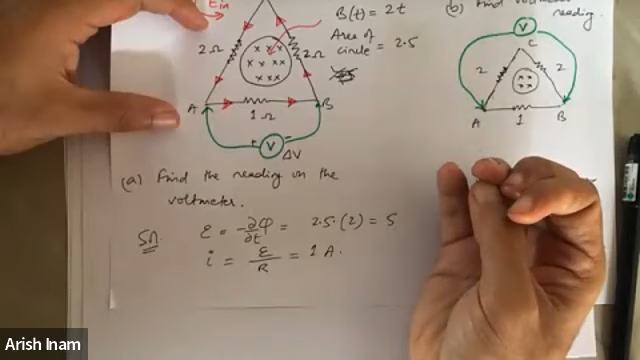 Ein
B(t) = 2t
Area of
circle = 2.5
2Ω
2Ω
x x x
x x x x
x x x
A
B
1 Ω
+
V
-
ΔV
(b) Find voltmeter
reading.
V
C
2
2
x x
x x
A
1
B
(a) Find the reading on the
voltmeter.
5Ω
ε = -∂φ/∂t = 2.5·(2) = 5
i = ε/R = 1 A.
Arish Inam